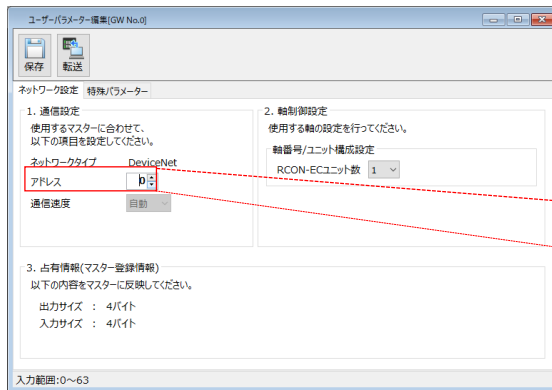 ユーザーパラメーター編集[GW No.0]
保存 転送
ネットワーク設定 特殊パラメーター
1. 通信設定
使用するマスターに合わせて、
以下の項目を設定してください。
ネットワークタイプ DeviceNet
アドレス 0
通信速度 自動
2. 軸制御設定
使用する軸の設定を行ってください。
軸番号/ユニット構成設定
RCON-ECユニット数 1
3. 占有情報(マスター登録情報)
以下の内容をマスターに反映してください。
出力サイズ : 4バイト
入力サイズ : 4バイト
入力範囲:0～63